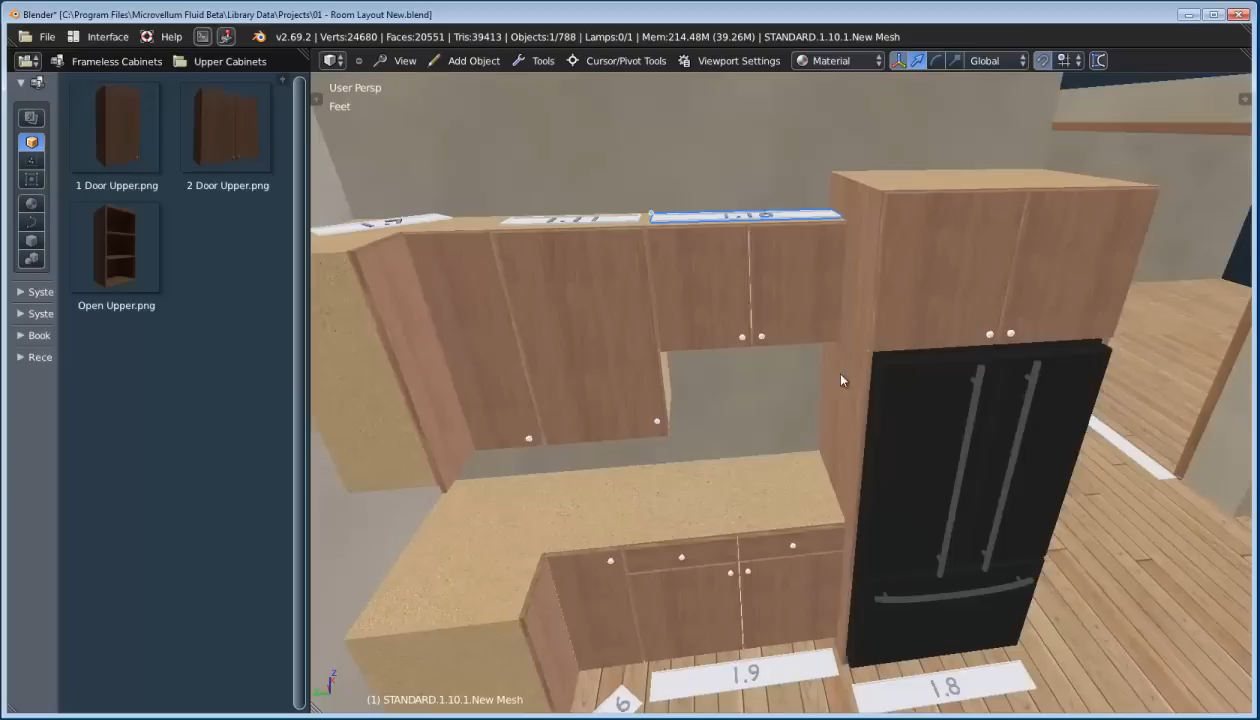 Blender* [C:\Program Files\Microvellum Fluid Beta\Library Data\Projects\01 - Room Layout New.blend]
File Interface Help v2.69.2 | Verts:24680 | Faces:20551 | Tris:39413 | Objects:1/788 | Lamps:0/1 | Mem:214.48M (39.26M) | STANDARD.1.10.1.New Mesh
Frameless Cabinets Upper Cabinets View Add Object Tools Cursor/Pivot Tools Viewport Settings Material Global
User Persp
Feet
1 Door Upper.png 2 Door Upper.png
Open Upper.png
Syste
Syste
Book
Rece
1.11
1.9
1.8
6
(1) STANDARD.1.10.1.New Mesh